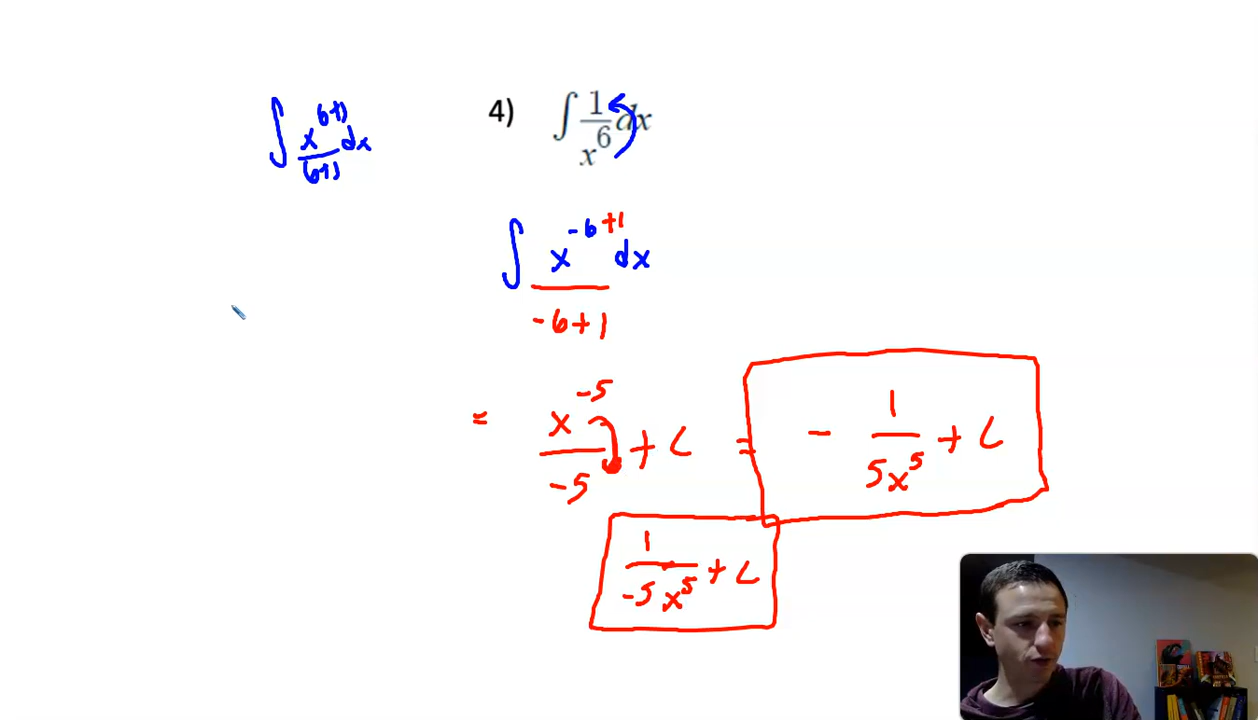 ∫ x^(6+1)/(6+1) dx
4) ∫ 1/x^6 dx
∫ x^(-6+1)/(-6+1) dx
= x^(-5)/(-5) + C = - 1/(5x^5) + C
1/(-5x^5) + C